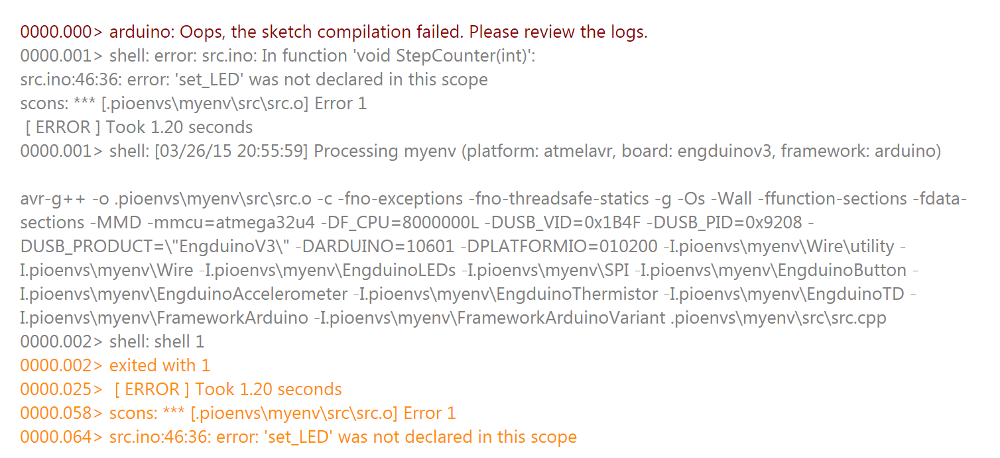 0000.000> arduino: Oops, the sketch compilation failed. Please review the logs.
0000.001> shell: error: src.ino: In function 'void StepCounter(int)':
src.ino:46:36: error: 'set_LED' was not declared in this scope
scons: *** [.pioenvs\myenv\src\src.o] Error 1
[ ERROR ] Took 1.20 seconds
0000.001> shell: [03/26/15 20:55:59] Processing myenv (platform: atmelavr, board: engduinov3, framework: arduino)
avr-g++ -o .pioenvs\myenv\src\src.o -c -fno-exceptions -fno-threadsafe-statics -g -Os -Wall -ffunction-sections -fdata-
sections -MMD -mmcu=atmega32u4 -DF_CPU=8000000L -DUSB_VID=0x1B4F -DUSB_PID=0x9208 -
DUSB_PRODUCT=\"EngduinoV3\" -DARDUINO=10601 -DPLATFORMIO=010200 -I.pioenvs\myenv\Wire\utility -
I.pioenvs\myenv\Wire -I.pioenvs\myenv\EngduinoLEDs -I.pioenvs\myenv\SPI -I.pioenvs\myenv\EngduinoButton -
I.pioenvs\myenv\EngduinoAccelerometer -I.pioenvs\myenv\EngduinoThermistor -I.pioenvs\myenv\EngduinoTD -
I.pioenvs\myenv\FrameworkArduino -I.pioenvs\myenv\FrameworkArduinoVariant .pioenvs\myenv\src\src.cpp
0000.002> shell: shell 1
0000.002> exited with 1
0000.025> [ ERROR ] Took 1.20 seconds
0000.058> scons: *** [.pioenvs\myenv\src\src.o] Error 1
0000.064> src.ino:46:36: error: 'set_LED' was not declared in this scope